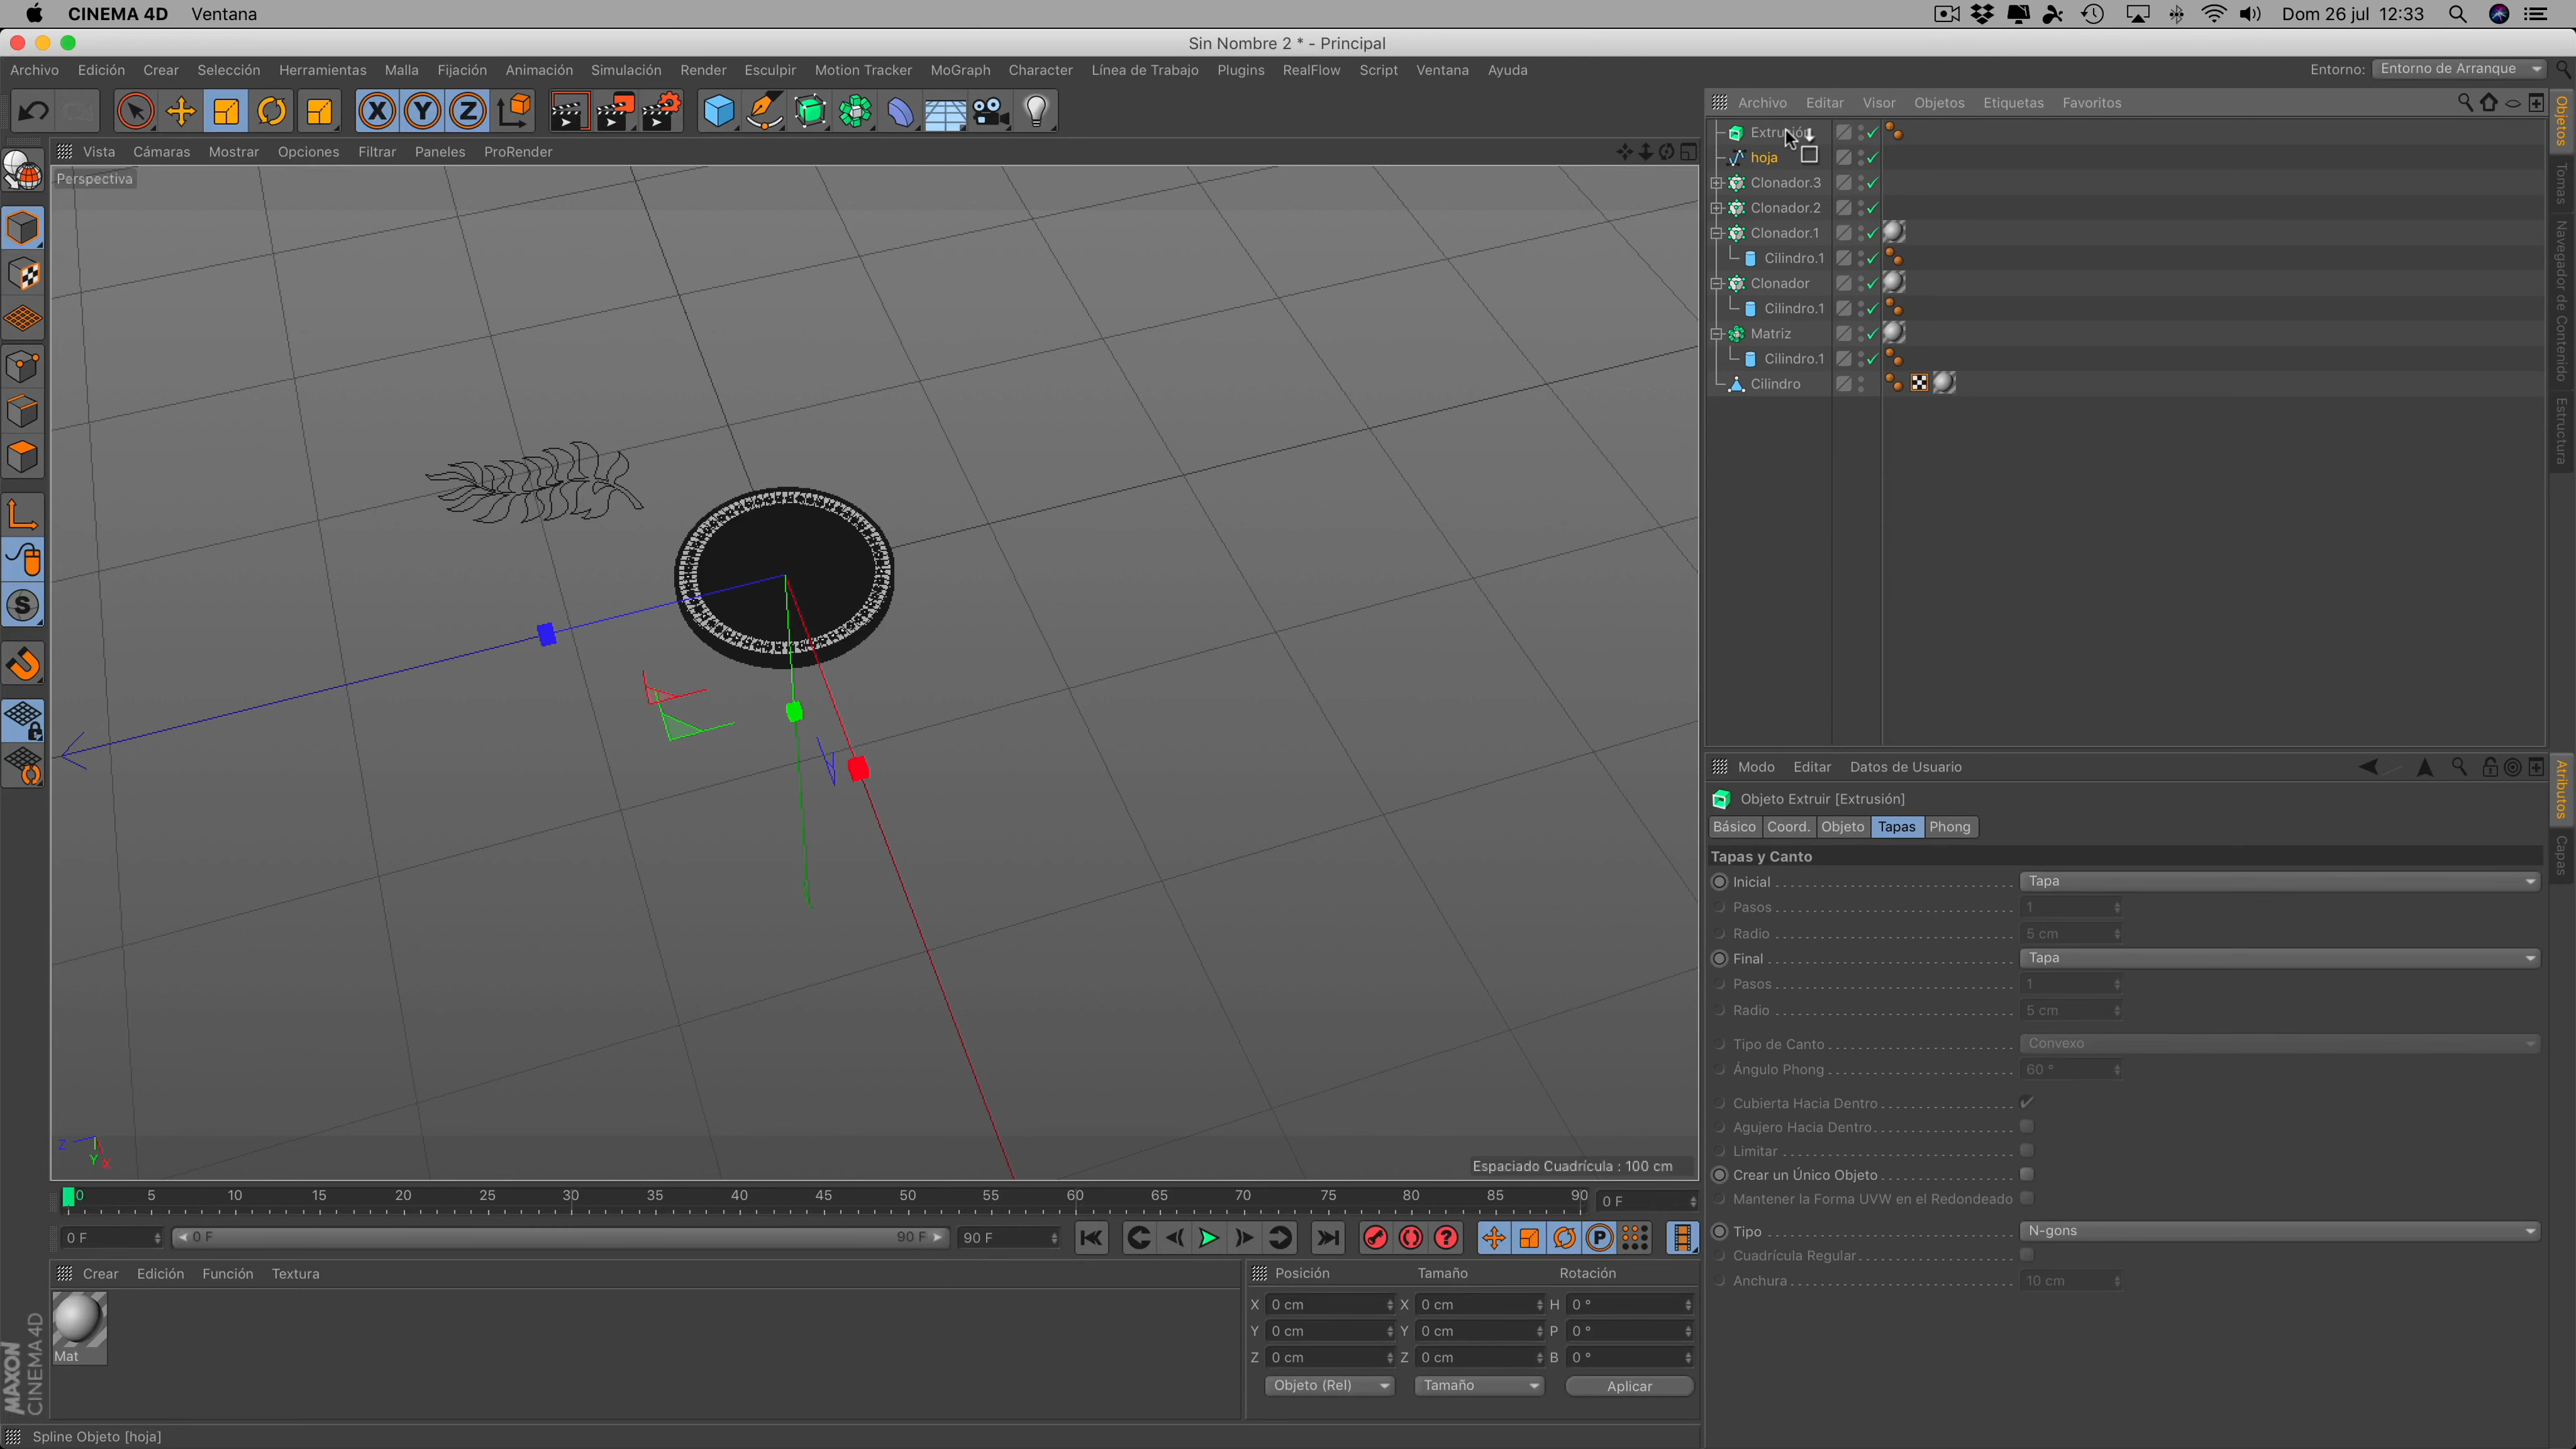 CINEMA 4D Ventana Dom 26 jul 12:33
Sin Nombre 2 * - Principal
Archivo Edición Crear Selección Herramientas Malla Fijación Animación Simulación Render Esculpir Motion Tracker MoGraph Character Línea de Trabajo Plugins RealFlow Script Ventana Ayuda Entorno: Entorno de Arranque
X Y Z
Archivo Editar Visor Objetos Etiquetas Favoritos
Vista Cámaras Mostrar Opciones Filtrar Paneles ProRender
Perspectiva
hoja
Clonador.3
Clonador.2
Clonador.1
Cilindro.1
Clonador
Cilindro.1
Matriz
Cilindro.1
Cilindro
Objetos
Tomas
Navegador de Contenido
Estructura
S
Modo Editar Datos de Usuario
Objeto Extruir [Extrusión]
Básico Coord. Objeto Tapas Phong
Tapas y Canto
Inicial Tapa
Pasos 1
Radio 5 cm
Final Tapa
Pasos 1
Radio 5 cm
Tipo de Canto Convexo
Ángulo Phong 60 °
Cubierta Hacia Dentro
Agujero Hacia Dentro
Limitar
Crear un Único Objeto
Mantener la Forma UVW en el Redondeado
Tipo N-gons
Cuadrícula Regular
Anchura 10 cm
Atributos
Capas
Z Y X
Espaciado Cuadrícula : 100 cm
0 5 10 15 20 25 30 35 40 45 50 55 60 65 70 75 80 85 90 0 F
0 F 0 F 90 F 90 F ? P
Crear Edición Función Textura
Mat
Posición Tamaño Rotación
X 0 cm X 0 cm H 0 °
Y 0 cm Y 0 cm P 0 °
Z 0 cm Z 0 cm B 0 °
Objeto (Rel) Tamaño Aplicar
MAXON
CINEMA 4D
Spline Objeto [hoja]